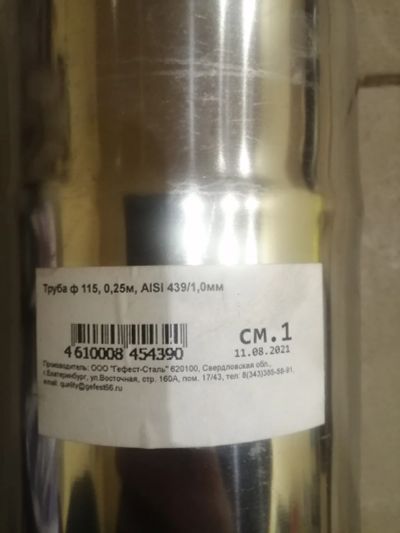 Труба ф 115, 0,25м, AISI 439/1,0мм
4 610008 454390
см.1
11.08.2021
Производитель: ООО "Гефест-Сталь" 620100, Свердловская обл.,
г.Екатеринбург, ул.Восточная, стр. 160А, пом. 17/43, тел: 8(343)385-58-91,
email: quality@gefest66.ru